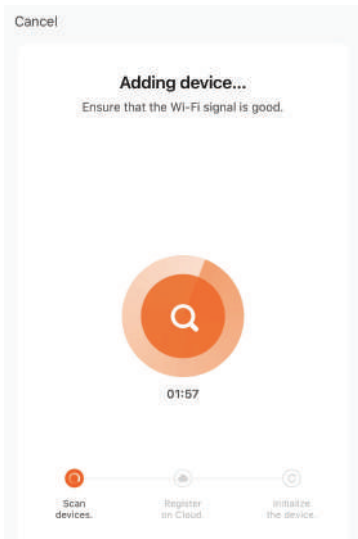 Cancel
Adding device...
Ensure that the Wi-Fi signal is good.
01:57
Scan
devices.
Register
on Cloud.
Initialize
the device.